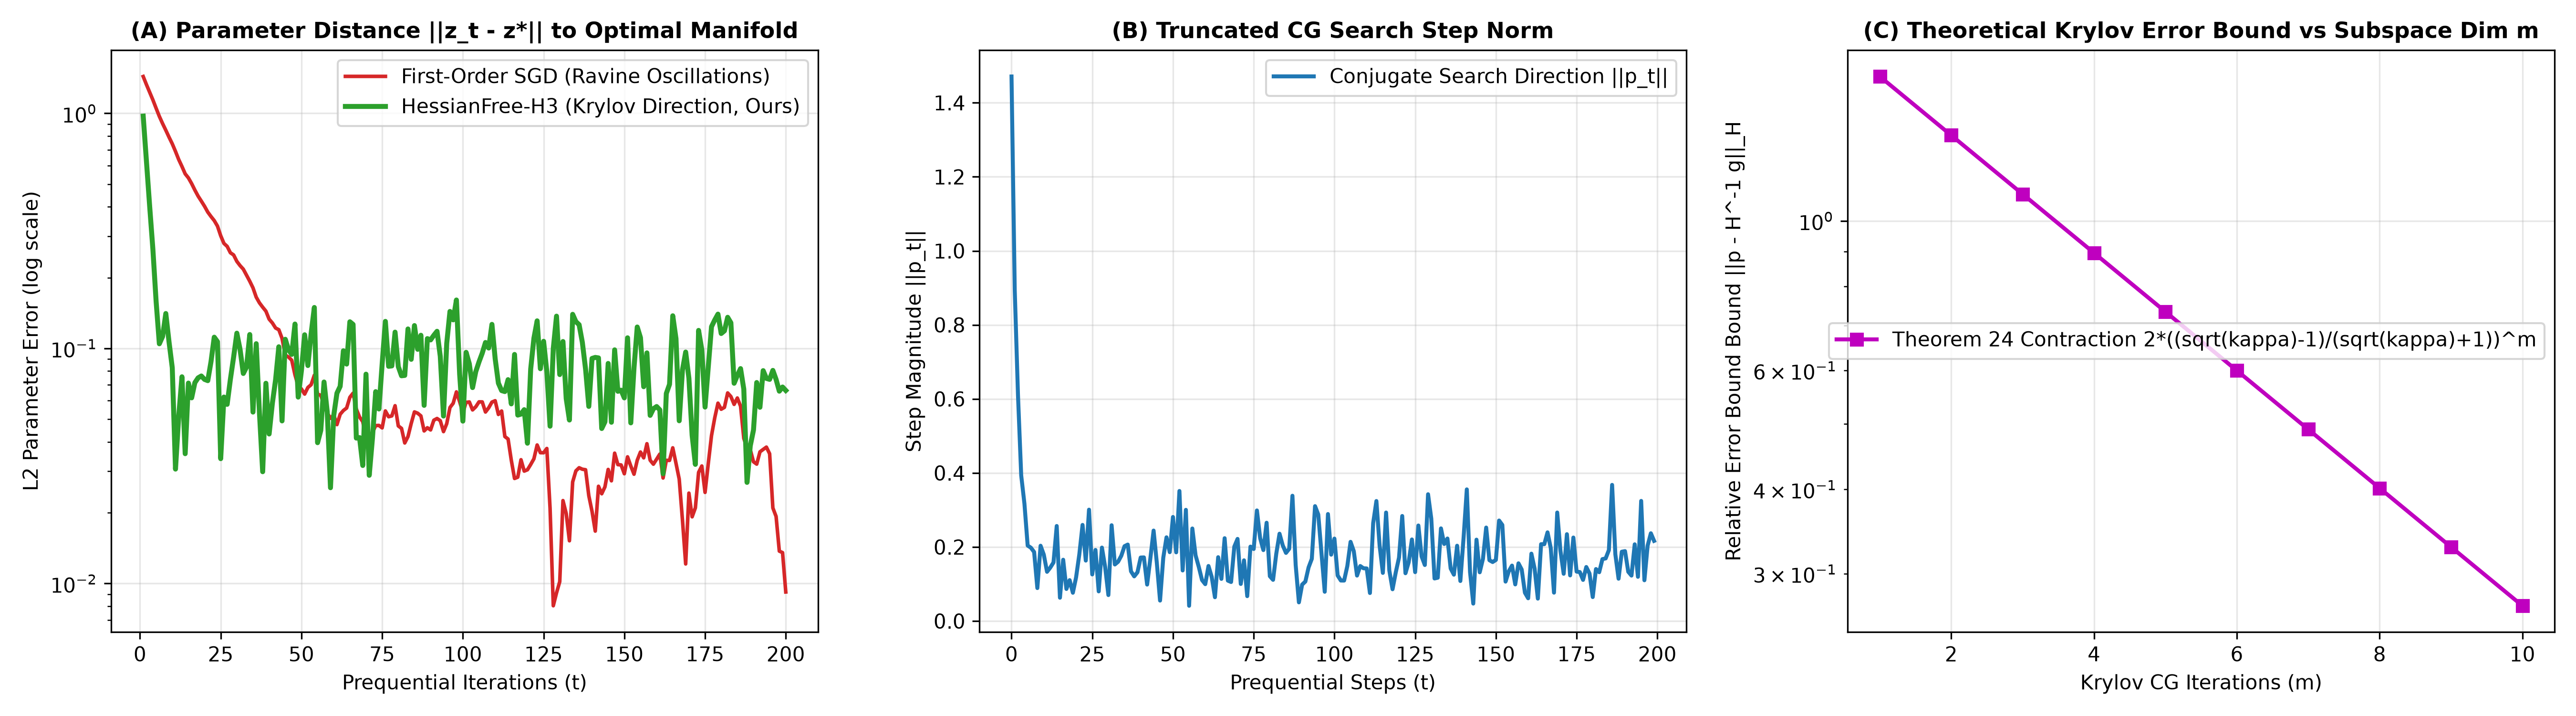 (A) Parameter Distance ||z_t - z*|| to Optimal Manifold
First-Order SGD (Ravine Oscillations)
HessianFree-H3 (Krylov Direction, Ours)
L2 Parameter Error (log scale)
10⁰
10⁻¹
10⁻²
0 25 50 75 100 125 150 175 200
Prequential Iterations (t)
(B) Truncated CG Search Step Norm
Conjugate Search Direction ||p_t||
Step Magnitude ||p_t||
1.4
1.2
1.0
0.8
0.6
0.4
0.2
0.0
0 25 50 75 100 125 150 175 200
Prequential Steps (t)
(C) Theoretical Krylov Error Bound vs Subspace Dim m
Relative Error Bound Bound ||p - H^-1 g||_H
10⁰
Theorem 24 Contraction 2*((sqrt(kappa)-1)/(sqrt(kappa)+1))^m
6 × 10⁻¹
4 × 10⁻¹
3 × 10⁻¹
2 4 6 8 10
Krylov CG Iterations (m)